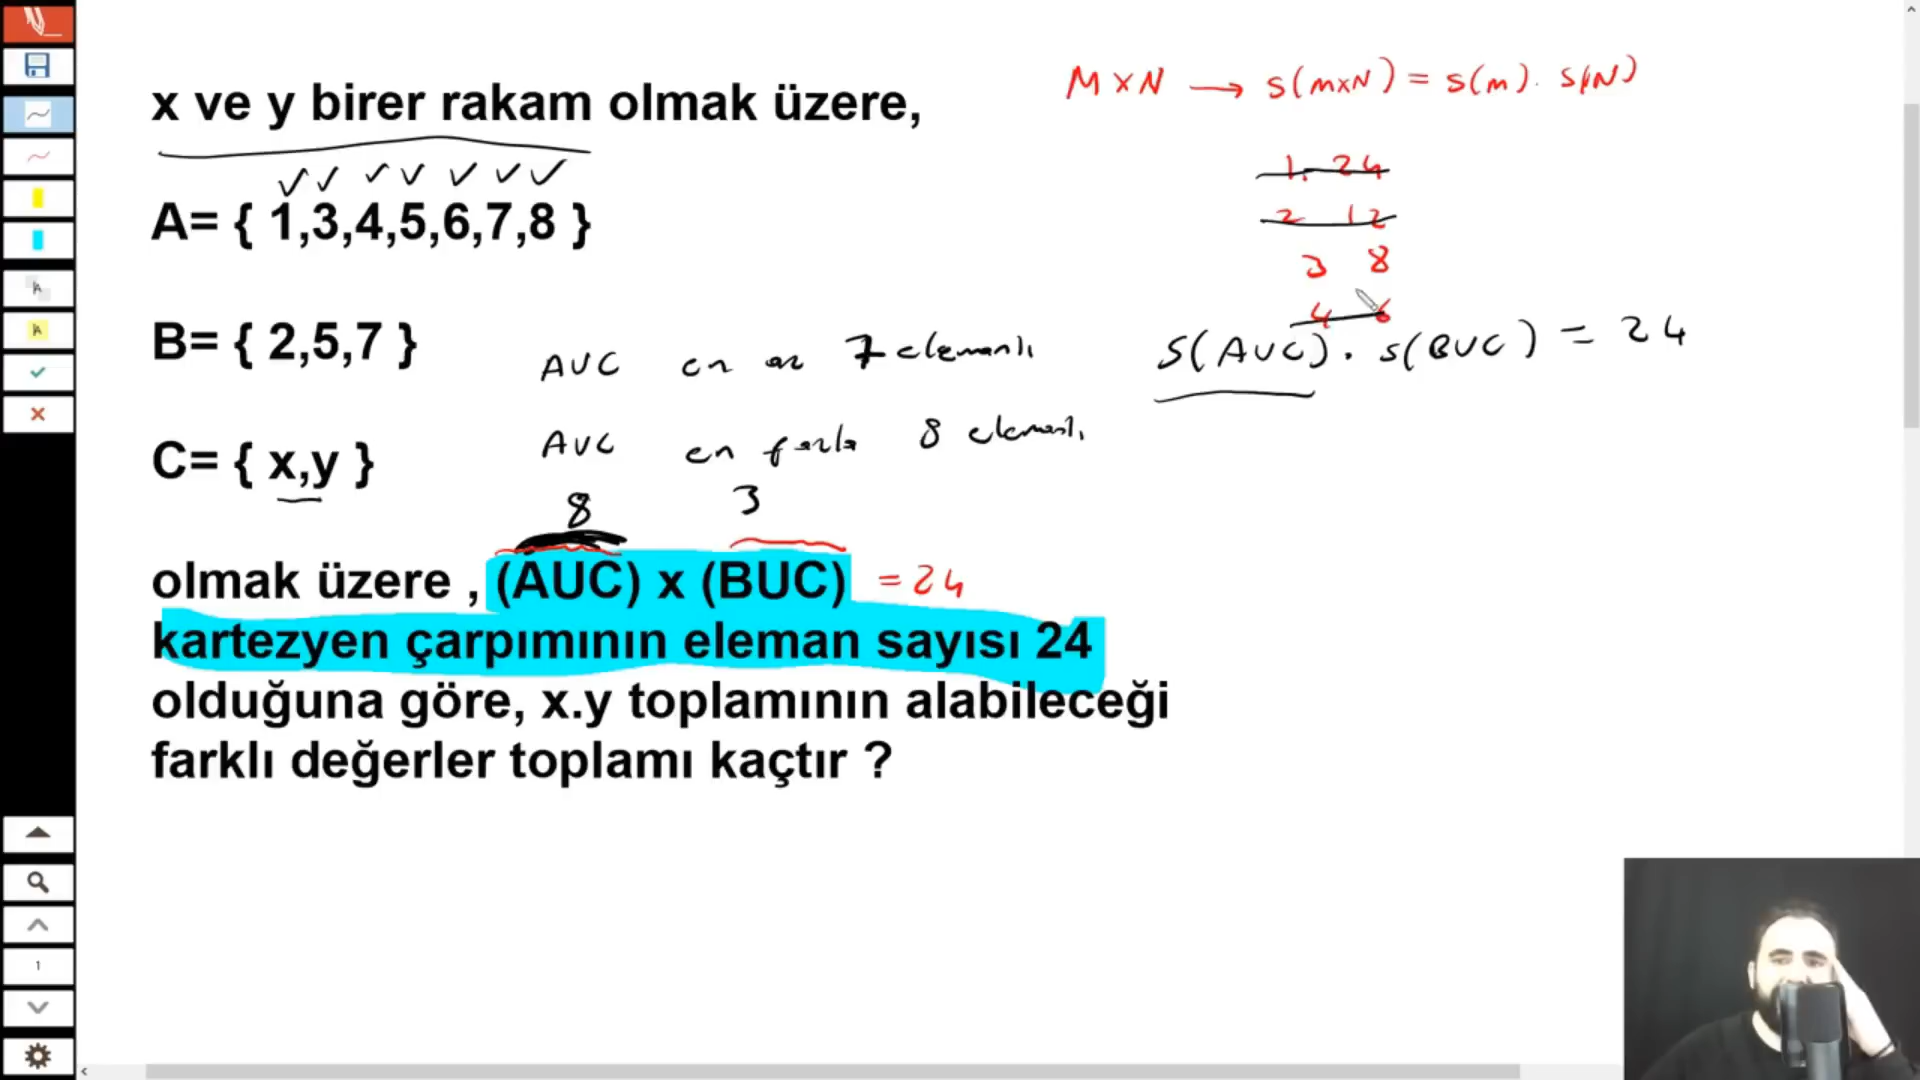 x ve y birer rakam olmak üzere,
M x N → s(mxN) = s(m). S(N)
1. 24
2 12
3 8
4 6
A= { 1,3,4,5,6,7,8 }
B= { 2,5,7 }
AUC en az 7 elemanlı
S(AUC) . s(BUC) = 24
C= { x,y }
AUC en fazla 8 elemanlı
8 3
olmak üzere , (AUC) x (BUC) = 24
kartezyen çarpımının eleman sayısı 24
olduğuna göre, x.y toplamının alabileceği
farklı değerler toplamı kaçtır ?
1